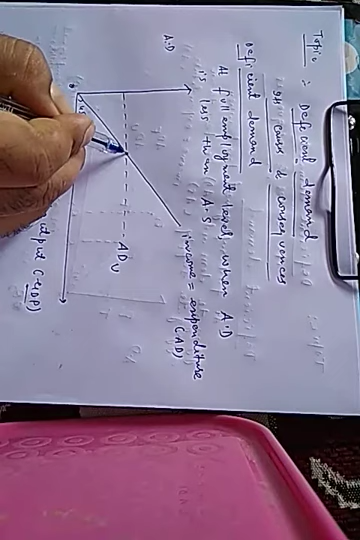 Topic : Deficient demand
its causes & consequences
Deficient demand
At full employment level, when A.D
is less than A.S
income = expenditure
(AD)
A.D
ADU
output (GDP)